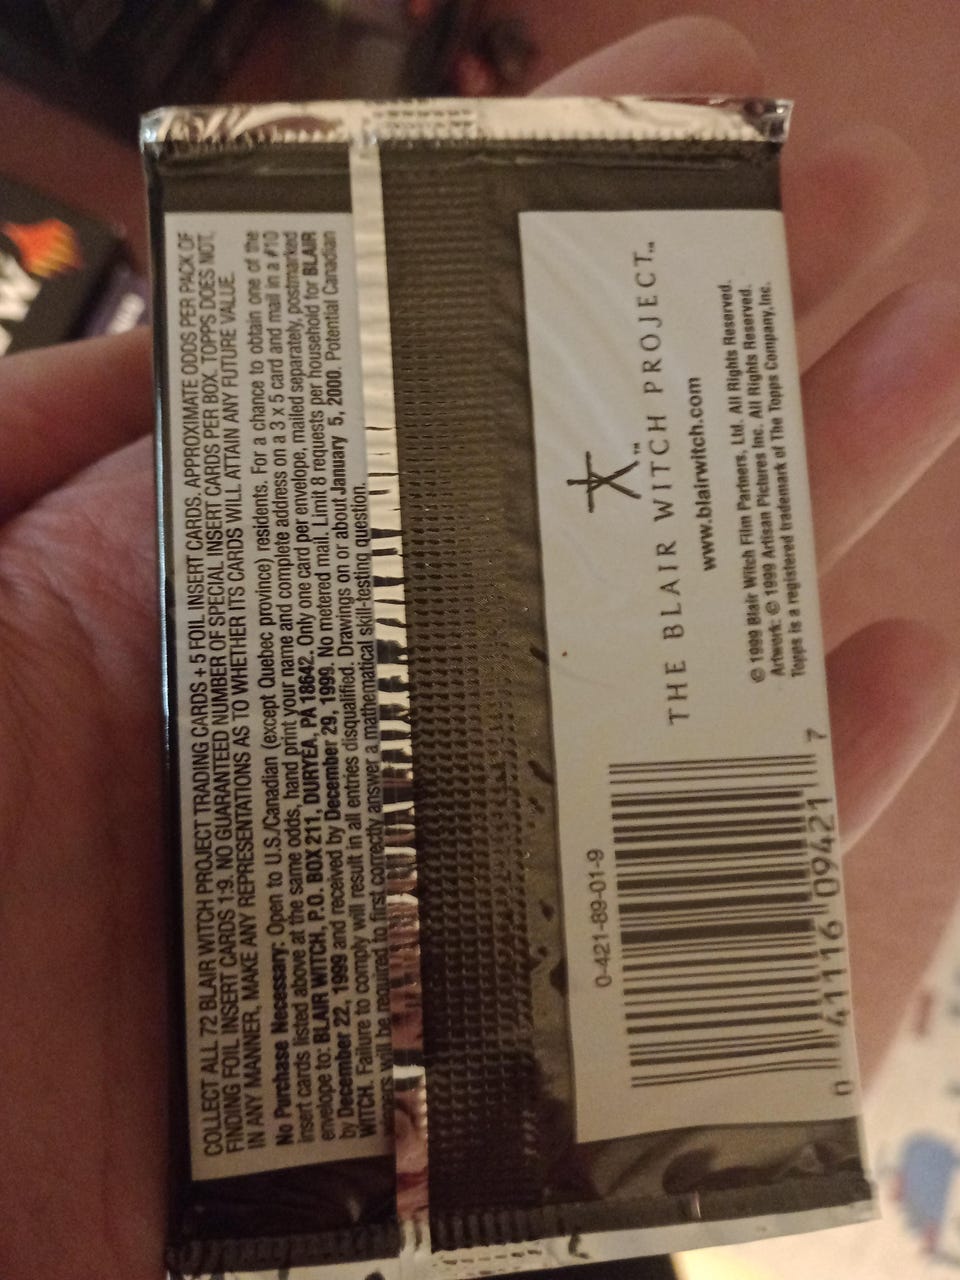 COLLECT ALL 72 BLAIR WITCH PROJECT TRADING CARDS + 5 FOIL INSERT CARDS. APPROXIMATE ODDS PER PACK OF
FINDING FOIL INSERT CARDS 1:9. NO GUARANTEED NUMBER OF SPECIAL INSERT CARDS PER BOX. TOPPS DOES NOT,
IN ANY MANNER, MAKE ANY REPRESENTATIONS AS TO WHETHER ITS CARDS WILL ATTAIN ANY FUTURE VALUE.
No Purchase Necessary: Open to U.S./Canadian (except Quebec province) residents. For a chance to obtain one of the
insert cards listed above at the same odds, hand print your name and complete address on a 3 x 5 card and mail in a #10
envelope to: BLAIR WITCH, P.O. BOX 211, DURYEA, PA 18642. Only one card per envelope, mailed separately, postmarked
by December 22, 1999 and received by December 29, 1999. No metered mail. Limit 8 requests per household for BLAIR
WITCH. Failure to comply will result in all entries disqualified. Drawings on or about January 5, 2000. Potential Canadian
winners will be required to first correctly answer a mathematical skill-testing question.
0-421-89-01-9
0 41116 09421 7
™
THE BLAIR WITCH PROJECT™
www.blairwitch.com
© 1999 Blair Witch Film Partners, Ltd. All Rights Reserved.
Artwork: © 1999 Artisan Pictures Inc. All Rights Reserved.
Topps is a registered trademark of The Topps Company, Inc.